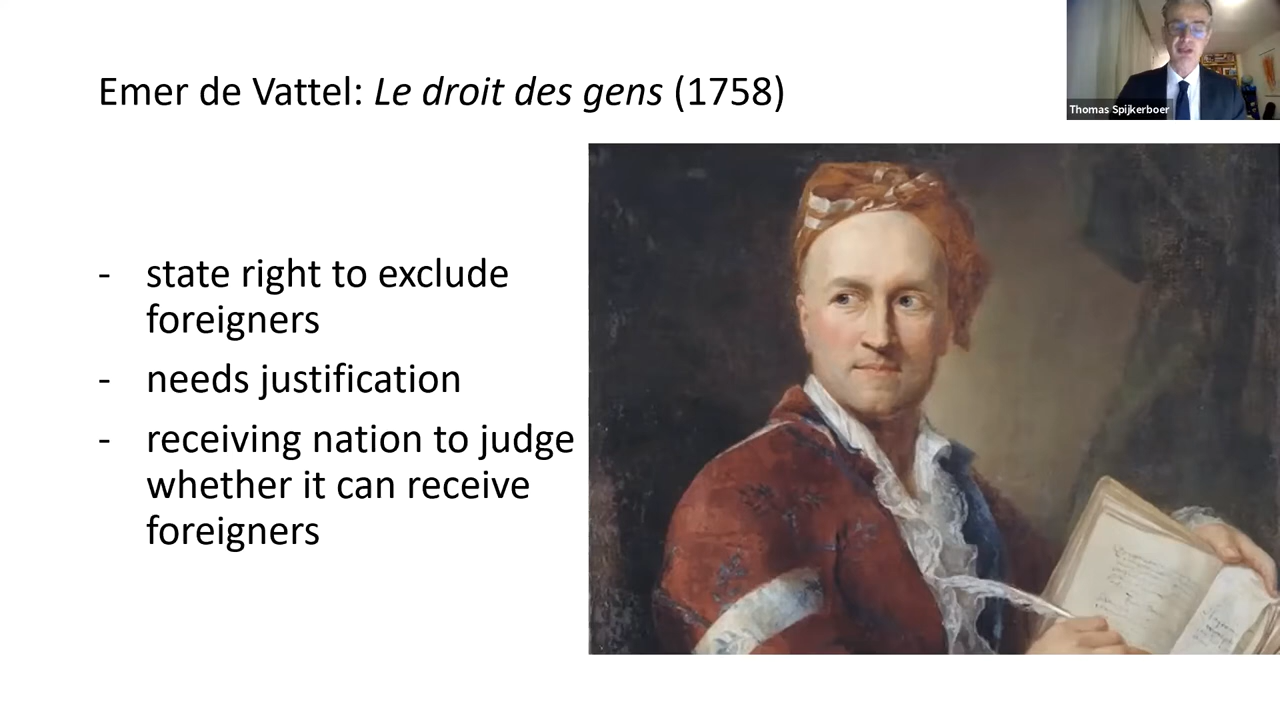 Emer de Vattel: Le droit des gens (1758)
Thomas Spijkerboer
- state right to exclude
foreigners
- needs justification
- receiving nation to judge
whether it can receive
foreigners